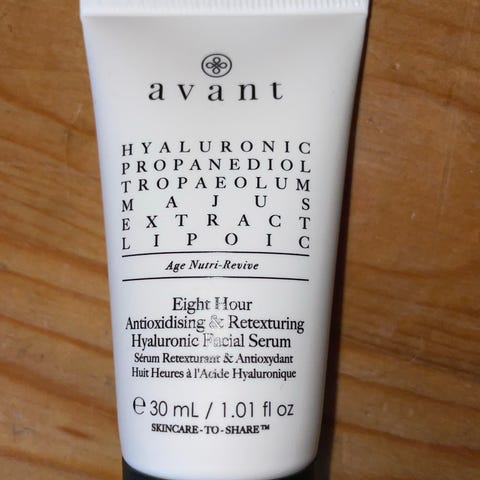 avant
HYALURONIC
PROPANEDIOL
TROPAEOLUM
MAJUS
EXTRACT
LIPOIC
Age Nutri-Revive
Eight Hour
Antioxidising & Retexturing
Hyaluronic Facial Serum
Sérum Retexturant & Antioxydant
Huit Heures à l'Acide Hyaluronique
℮ 30 mL / 1.01 fl oz
SKINCARE-TO-SHARE™